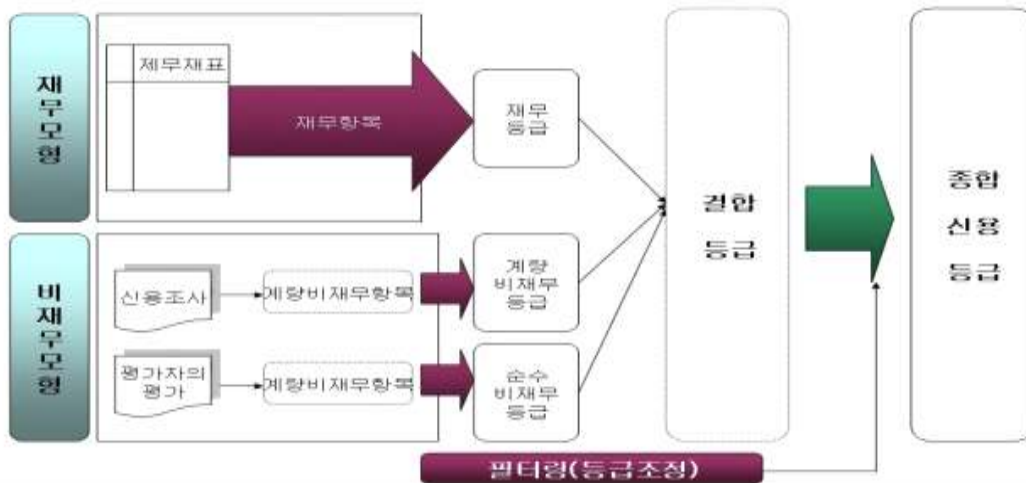 재
무
모
형
제무재표
재무항목
재무
등급
비
재
무
모
형
신용조사
계량비재무항목
계량
비재무
등급
평가자의
평가
계량비재무항목
순수
비재무
등급
결합
등급
종합
신용
등급
필터링(등급조정)